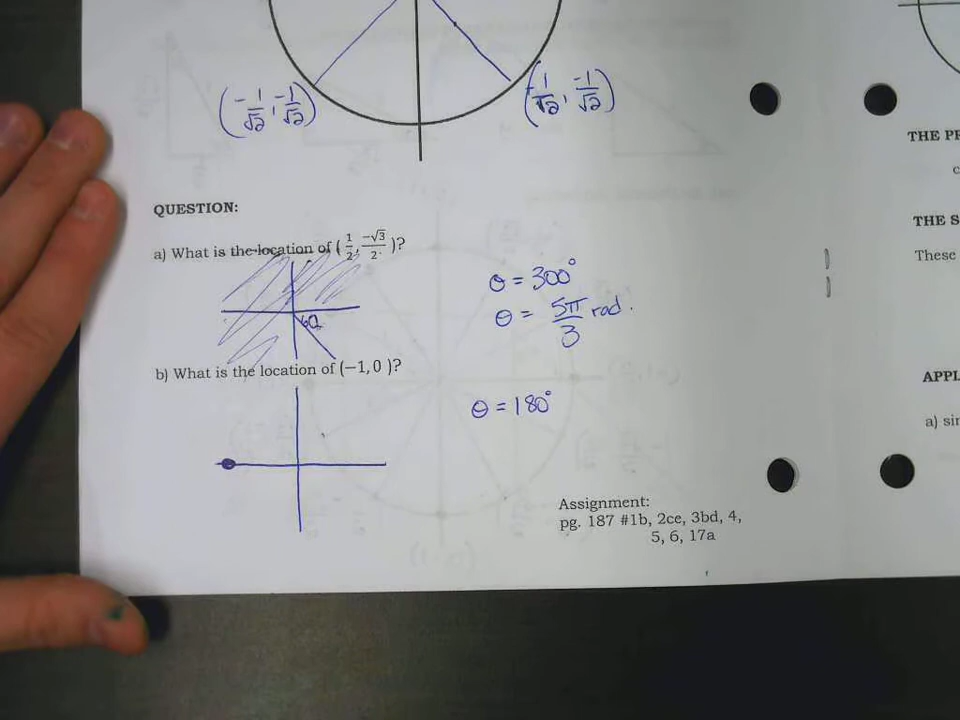 (-1/√2, -1/√2) (1/√2, -1/√2)
THE
QUESTION:
a) What is the location of (1/2, -√3/2)?
THE S
These
θ = 300°
60
θ = 5π/3 rad.
b) What is the location of (−1, 0 )?
APPL
θ = 180°
a) sin
Assignment:
pg. 187 #1b, 2ce, 3bd, 4,
5, 6, 17a